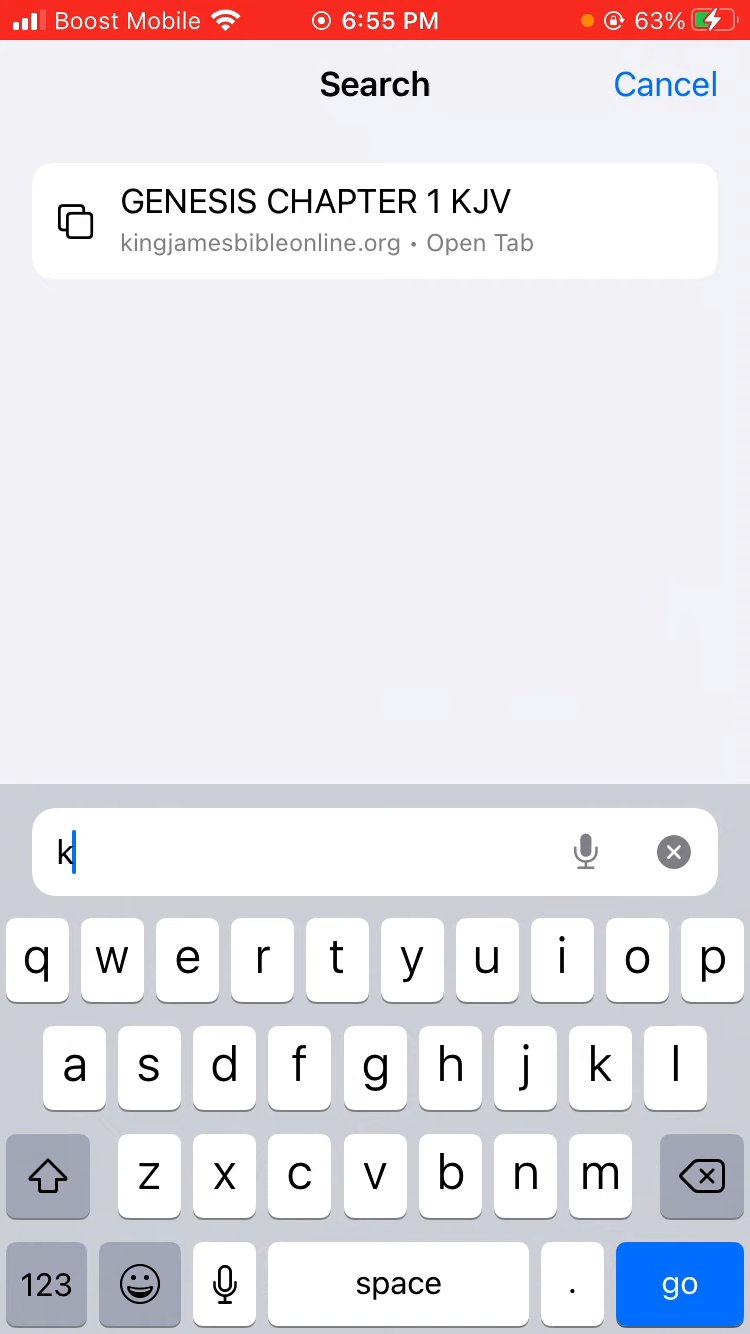 Boost Mobile 6:55 PM 63%
Search Cancel
GENESIS CHAPTER 1 KJV
kingjamesbibleonline.org • Open Tab
k
q w e r t y u i o p
a s d f g h j k l
z x c v b n m
123 space . go